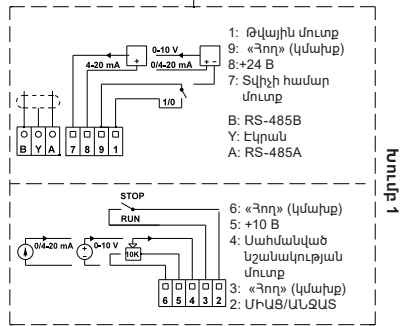 0-10 V
4-20 mA
0/4-20 mA
1/0
B Y A
7 8 9 1
1: Թվային մուտք
9: «Հող» (կմախք)
8:+24 В
7: Տվիչի համար
մուտք
B: RS-485B
Y: Էկրան
A: RS-485A
Խումբ 1
STOP
RUN
0/4-20 mA
0-10 V
10K
6 5 4 3 2
6: «Հող» (կմախք)
5: +10 В
4: Սահմանված
նշանակության
մուտք
3: «Հող» (կմախք)
2: ՄԻԱՑ/ԱՆՋԱՏ